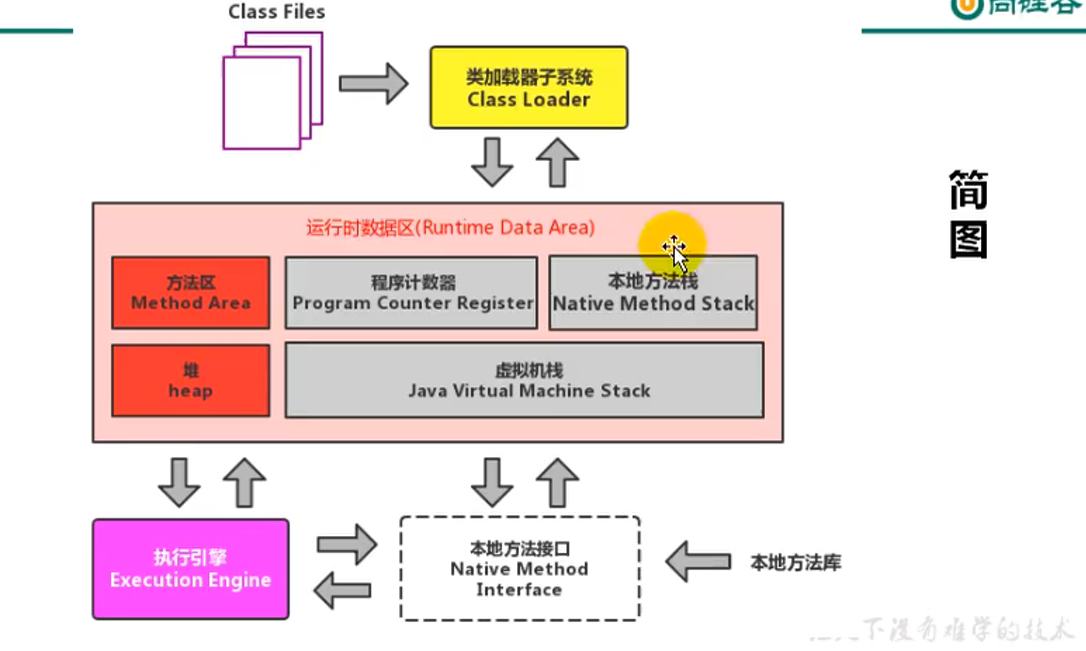 Class Files
尚硅谷
类加载器子系统
Class Loader
简
图
运行时数据区(Runtime Data Area)
方法区
Method Area
程序计数器
Program Counter Register
本地方法栈
Native Method Stack
堆
heap
虚拟机栈
Java Virtual Machine Stack
执行引擎
Execution Engine
本地方法接口
Native Method
Interface
本地方法库
下没有难学的技术